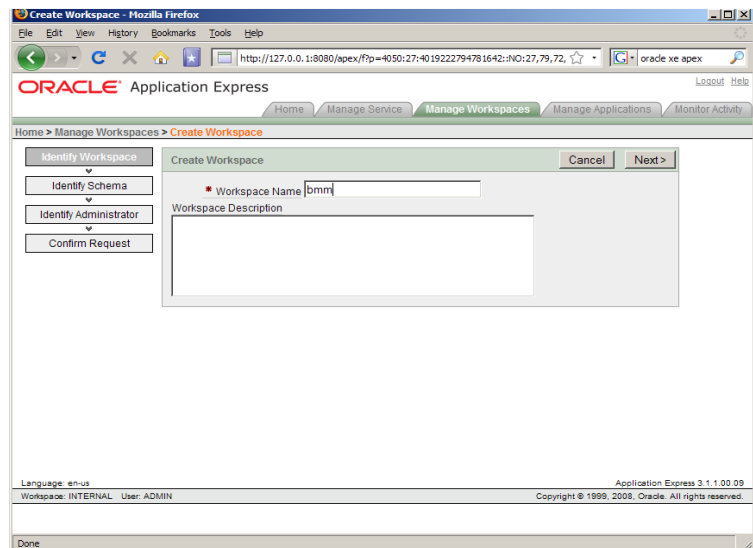 Create Workspace - Mozilla Firefox
File Edit View History Bookmarks Tools Help
http://127.0.0.1:8080/apex/f?p=4050:27:4019222794781642::NO:27,79,72,
oracle xe apex
ORACLE Application Express
Logout Help
Home Manage Service Manage Workspaces Manage Applications Monitor Activity
Home > Manage Workspaces > Create Workspace
Identify Workspace
Identify Schema
Identify Administrator
Confirm Request
Create Workspace
Cancel Next >
* Workspace Name bmm
Workspace Description
Language: en-us
Application Express 3.1.1.00.09
Workspace: INTERNAL User: ADMIN
Copyright © 1999, 2008, Oracle. All rights reserved.
Done